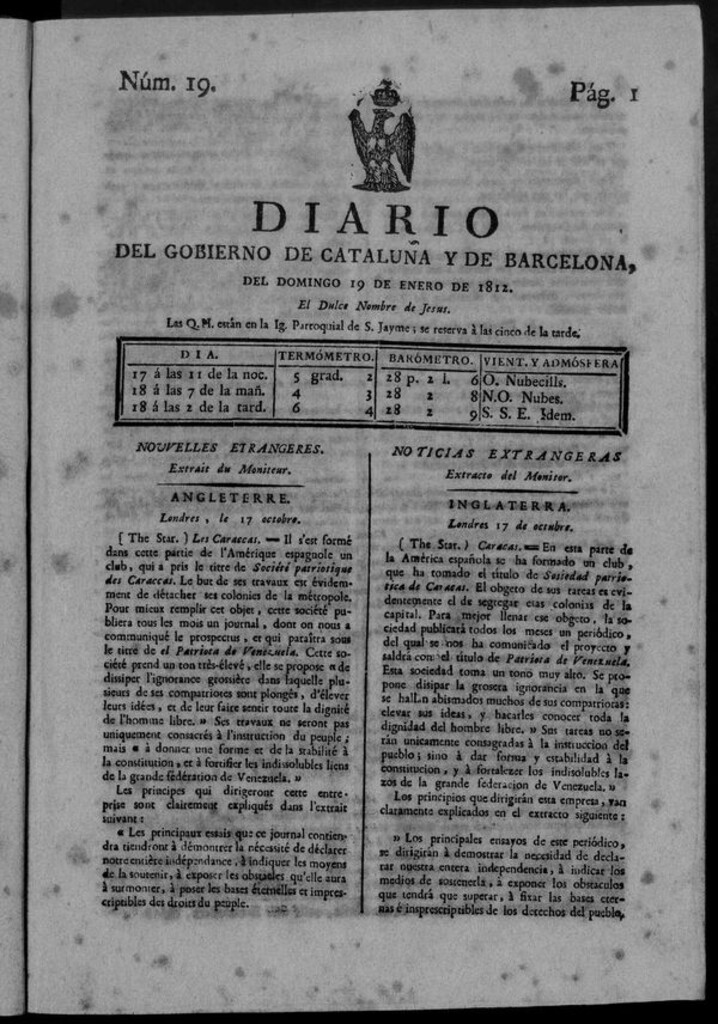 Núm. 19.
Pág. 1
DIARIO
DEL GOBIERNO DE CATALUÑA Y DE BARCELONA,
DEL DOMINGO 19 DE ENERO DE 1812.
El Dulce Nombre de Jesus.
Las Q.M. están en la Ig. Parroquial de S. Jayme; se reserva à las cinco de la tarde.
DIA. TERMÓMETRO. BARÓMETRO. VIENT. Y ADMÓSFERA
17 á las 11 de la noc. 5 grad. 2 28 p. 2 l. 6 O. Nubecills.
18 á las 7 de la mañ. 4 3 28 2 8 N.O. Nubes.
18 á las 2 de la tard. 6 4 28 2 9 S. S. E. Idem.
NOUVELLES ETRANGERES.
Extrait du Moniteur.
ANGLETERRE.
Londres, le 17 octobre.
( The Star. ) Les Caraccas. — Il s'est formé
dans cette partie de l'Amérique espagnole un
club, qui a pris le titre de Société patriotique
des Caraccas. Le but de ses travaux est évidem-
ment de détacher ses colonies de la métropole.
Pour mieux remplir cet objet, cette société pu-
bliera tous les mois un journal, dont on nous a
communiqué le prospectus, et qui paraîtra sous
le titre de el Patriota de Venezuela. Cette so-
ciété prend un ton très-élevé, elle se propose « de
dissiper l'ignorance grossière dans laquelle plu-
sieurs de ses compatriotes sont plongés, d'élever
leurs idées, et de leur faire sentir toute la dignité
de l'homme libre. » Ses travaux ne seront pas
uniquement consacrés à l'instruction du peuple;
mais « à donner une forme et de la stabilité à
la constitution, et à fortifier les indissolubles liens
de la grande fédération de Venezuela. »
Les principes qui dirigeront cette entre-
prise sont clairement expliqués dans l'extrait
suivant :
« Les principaux essais que ce journal contien-
dra tiendront à démontrer la nécessité de déclarer
notre entière indépendance, à indiquer les moyens
de la soutenir, à exposer les obstacles qu'elle aura
à surmonter, à poser les bases éternelles et impres-
criptibles des droits du peuple.
NOTICIAS EXTRANGERAS
Extracto del Monitor.
INGLATERRA.
Londres 17 de octubre.
( The Star. ) Caracas. — En esta parte de
la América española se ha formado un club,
que ha tomado el título de Sosiedad patrio-
tica de Caracas. El obgeto de sus tareas es evi-
dentemente el de segregar esas colonias de la
capital. Para mejor llenar ese obgeto, la so-
ciedad publicará todos los meses un periódico,
del qual se nos ha comunicado el proyecto y
saldrá con el titulo de Patriota de Venezuela.
Esta sociedad toma un tono muy alto. Se pro-
pone disipar la grosera ignorancia en la que
se hallan abismados muchos de sus compatriotas:
elevar sus ideas, y hacerles conocer toda la
dignidad del hombre libre. » Sus tareas no se-
rán unicamente consagradas à la instruccion del
pueblo; sino à dar forma y estabilidad à la
constitucion, y à fortalezer los indisolubles la-
zos de la grande federacion de Venezuela. »
Los principios que dirigirán esta empresa, van
claramente explicados en el extracto siguiente:
» Los principales ensayos de este periódico,
se dirigirán à demostrar la necesidad de decla-
rar nuestra entera independencia, à indicar los
medios de sostenerla, à exponer los obstaculos
que tendrá que superar, à fixar las bases eter-
nas é insprescriptibles de los derechos del pueblo,